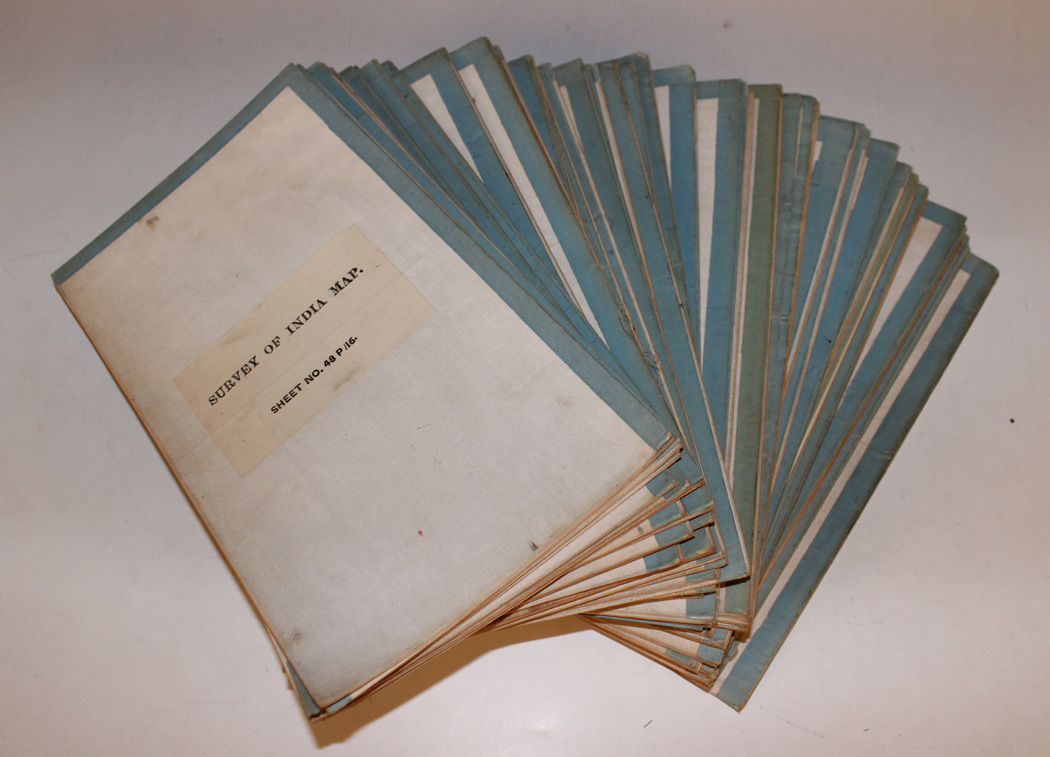 SURVEY OF INDIA MAP.
SHEET NO. 48 P/16.